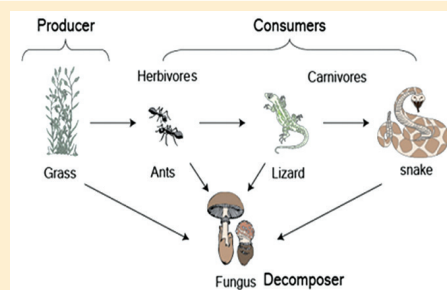 Producer
Consumers
Herbivores
Carnivores
Grass
Ants
Lizard
snake
Fungus Decomposer